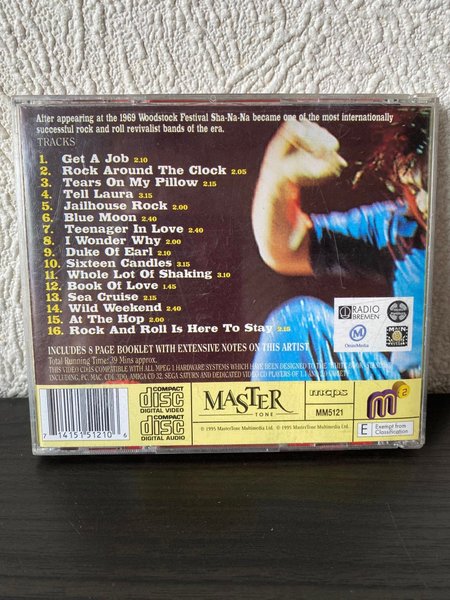 After appearing at the 1969 Woodstock Festival Sha-Na-Na became one of the most internationally
successful rock and roll revivalist bands of the era.
TRACKS
1. Get A Job 2.10
2. Rock Around The Clock 2.05
3. Tears On My Pillow 2.15
4. Tell Laura 3.15
5. Jailhouse Rock 2.00
6. Blue Moon 2.40
7. Teenager In Love 2.40
8. I Wonder Why 2.00
9. Duke Of Earl 2.10
10. Sixteen Candles 3.15
11. Whole Lot Of Shaking 3.10
12. Book Of Love 1.45
13. Sea Cruise 2.15
14. Wild Weekend 2.40
15. At The Hop 2.00
16. Rock And Roll Is Here To Stay 2.15
RADIO
BREMEN
OmniMedia
INCLUDES 8 PAGE BOOKLET WITH EXTENSIVE NOTES ON THIS ARTIST
Total Running Time:39 Mins approx.
THIS VIDEO CD IS COMPATIBLE WITH ALL MPEG 1 HARDWARE SYSTEMS WHICH HAVE BEEN DESIGNED TO THE
INCLUDING, PC, MAC, CDI, 3DO, AMIGA CD 32, SEGA SATURN AND DEDICATED VIDEO CD PLAYERS OF
7 14151 51210 6
COMPACT
disc
DIGITAL VIDEO
COMPACT
disc
DIGITAL AUDIO
MASTER
TONE
© 1995 MasterTone Multimedia Ltd. ℗ 1995 MasterTone Multimedia Ltd.
mcps
MM5121
m2
E Exempt from
Classification